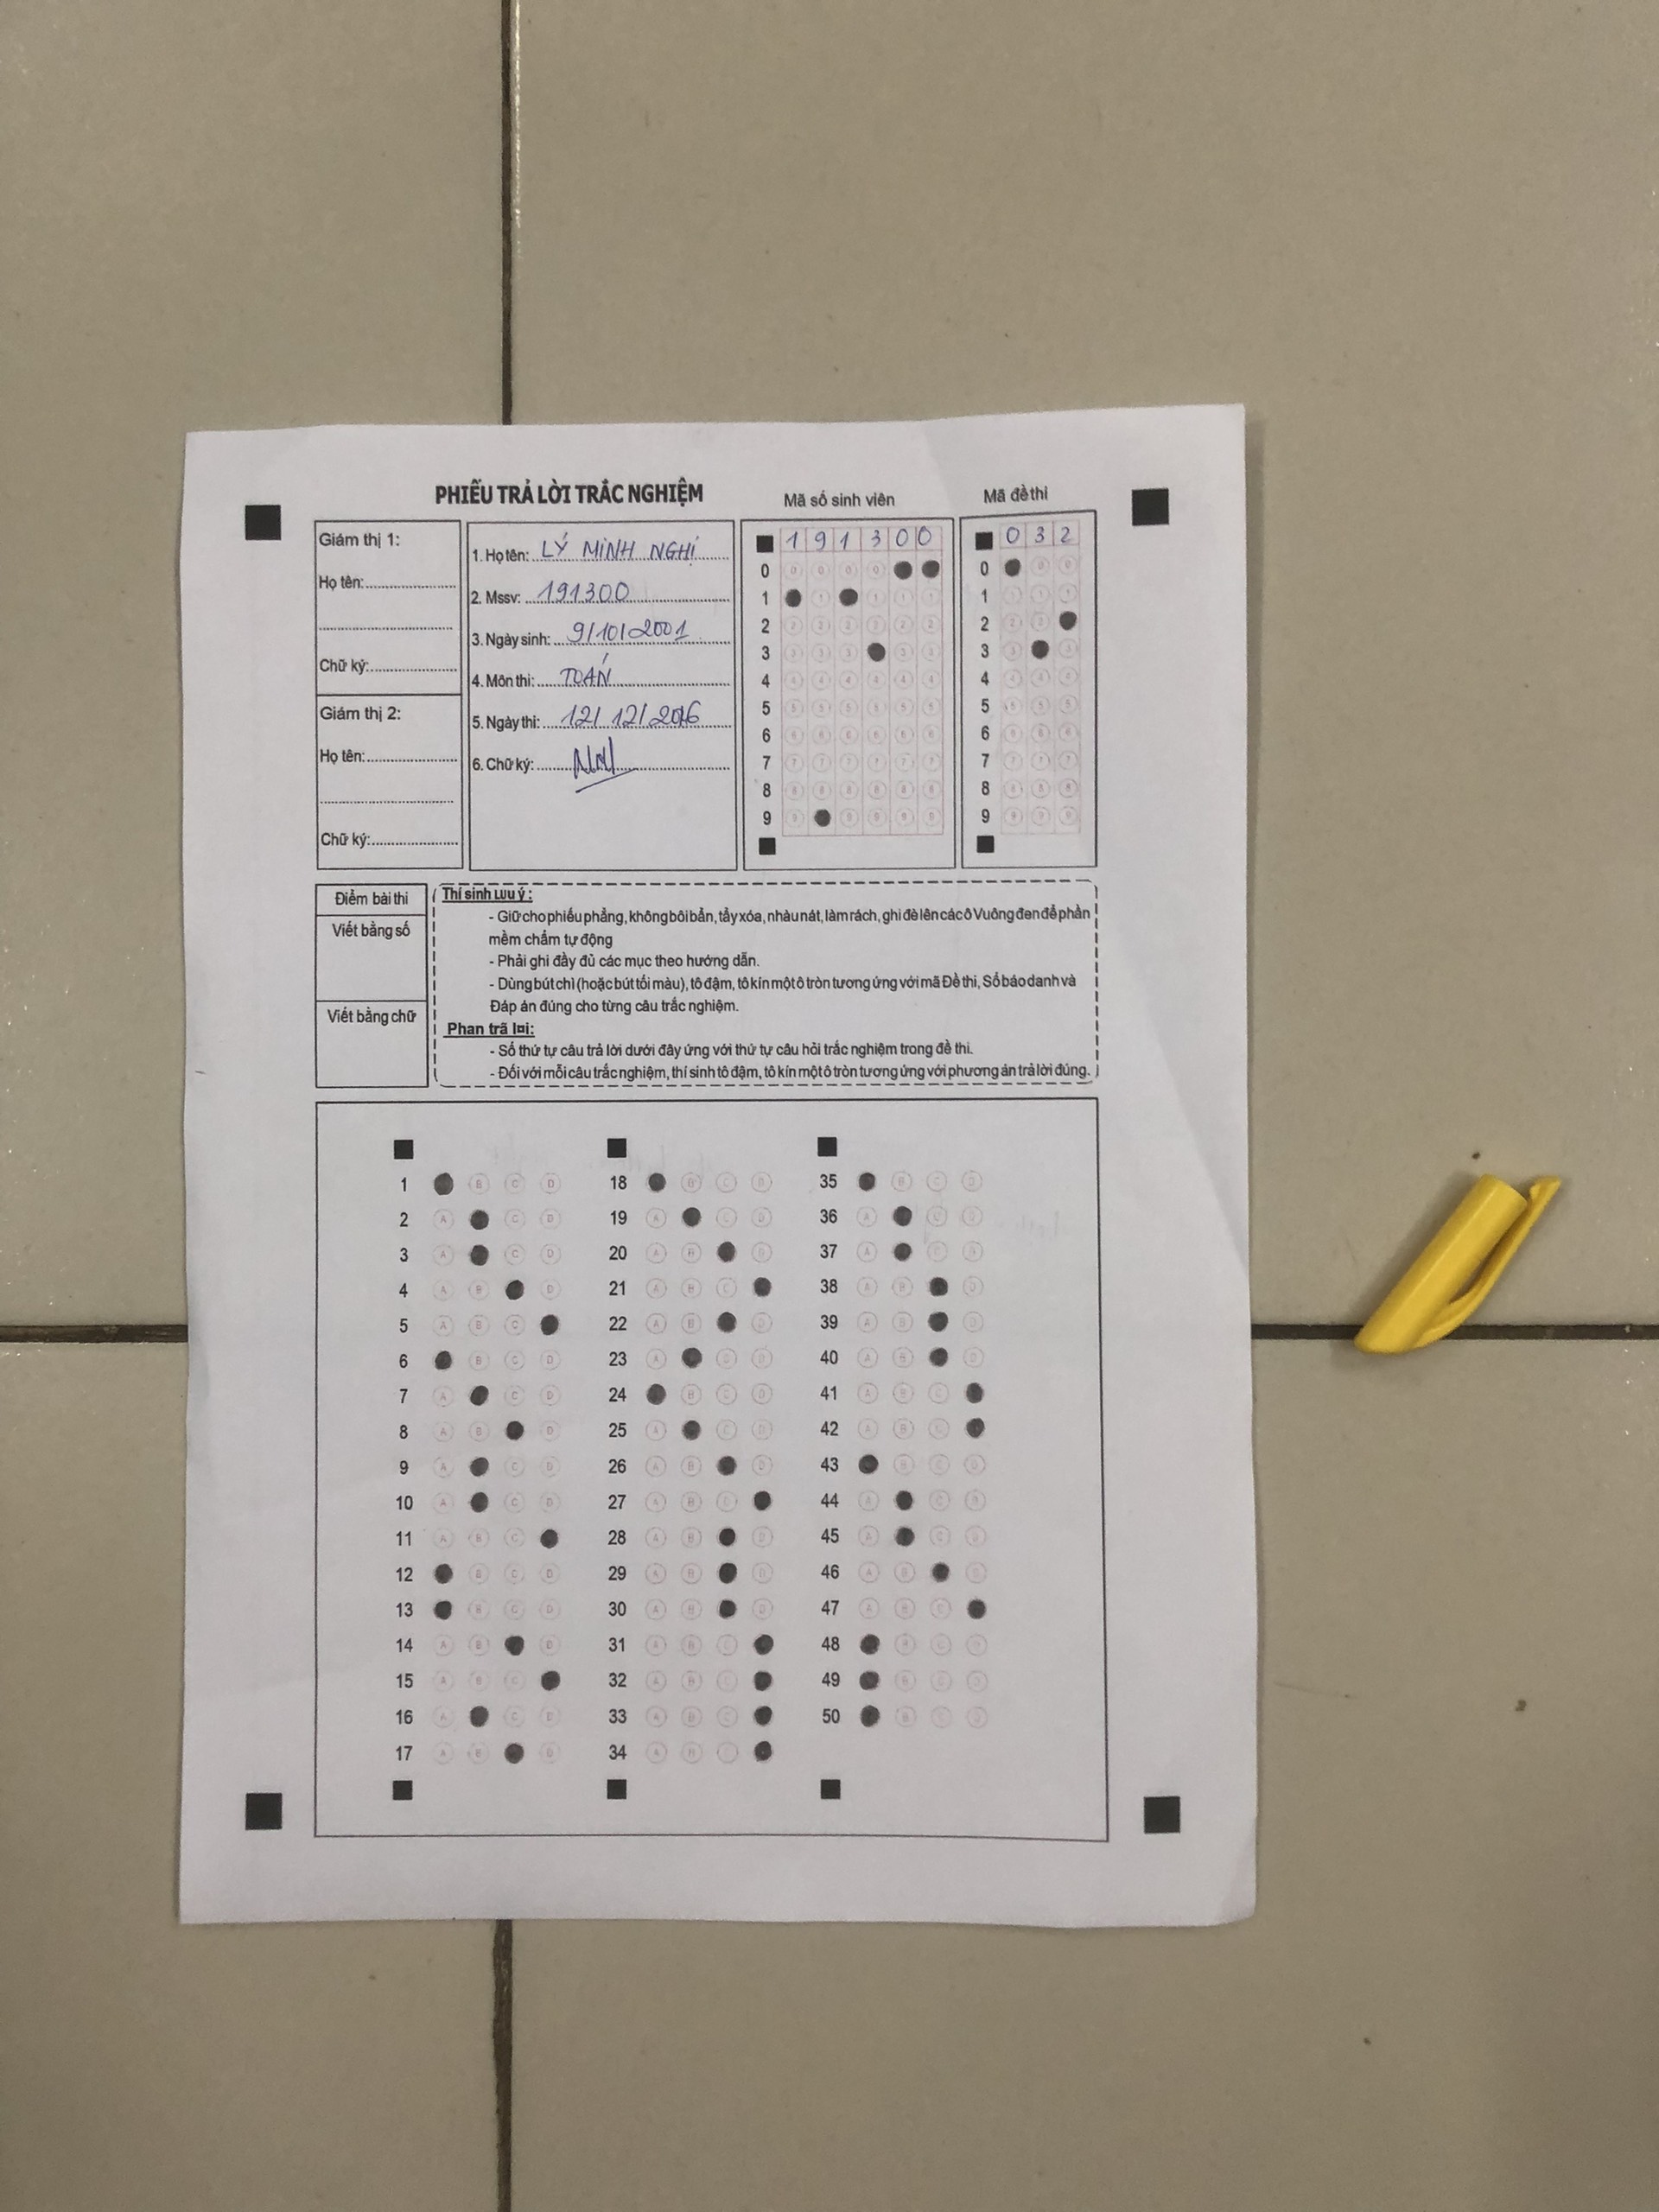 PHIẾU TRẢ LỜI TRẮC NGHIỆM
Mã số sinh viên
Mã đề thi
Giám thị 1:
Họ tên:
Chữ ký:
Giám thị 2:
Họ tên:
Chữ ký:
1. Họ tên: LÝ MINH NGHI
2. Mssv: 191300
3. Ngày sinh: 9/10/2001
4. Môn thi: TOÁN
5. Ngày thi: 12/12/2016
6. Chữ ký:
1 9 1 3 0 0
0
1
2
3
4
5
6
7
8
9
0 3 2
0
1
2
3
4
5
6
7
8
9
Điểm bài thi
Viết bằng số
Viết bằng chữ
Thí sinh Lưu ý :
- Giữ cho phiếu phẳng, không bôi bẩn, tẩy xóa, nhàu nát, làm rách, ghi đè lên các ô Vuông đen để phần
mềm chấm tự động
- Phải ghi đầy đủ các mục theo hướng dẫn.
- Dùng bút chì (hoặc bút tối màu), tô đậm, tô kín một ô tròn tương ứng với mã Đề thi, Số báo danh và
Đáp án đúng cho từng câu trắc nghiệm.
Phan trã l¤i:
- Số thứ tự câu trả lời dưới đây ứng với thứ tự câu hỏi trắc nghiệm trong đề thi.
- Đối với mỗi câu trắc nghiệm, thí sinh tô đậm, tô kín một ô tròn tương ứng với phương án trả lời đúng.
1 B C D
2 A C D
3 A C D
4 A B D
5 A B C
6 B C D
7 A C D
8 A B D
9 A C D
10 A C D
11 A B C
12 B C D
13 B C D
14 A B D
15 A B C
16 A C D
17 A B D
18 B C D
19 A C D
20 A B D
21 A B C
22 A B D
23 A C D
24 B C D
25 A C D
26 A B D
27 A B C
28 A B D
29 A B D
30 A B D
31 A B C
32 A B C
33 A B C
34 A B C
35 B C D
36 A C D
37 A C D
38 A B D
39 A B D
40 A B D
41 A B C
42 A B C
43 B C D
44 A C D
45 A C D
46 A B D
47 A B C
48 B C D
49 B C D
50 B C D